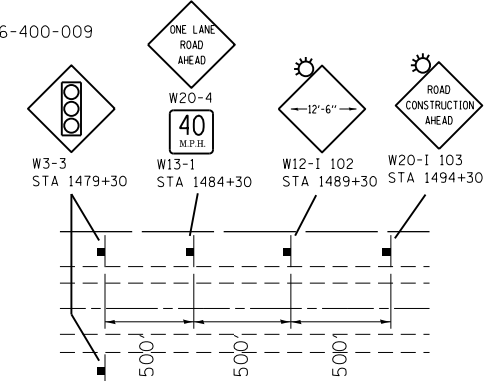 6-400-009
ONE LANE
ROAD
AHEAD
W20-4
40
M.P.H.
12'-6"
ROAD
CONSTRUCTION
AHEAD
W3-3
STA 1479+30
W13-1
STA 1484+30
W12-I 102
STA 1489+30
W20-I 103
STA 1494+30
500'
500'
500'